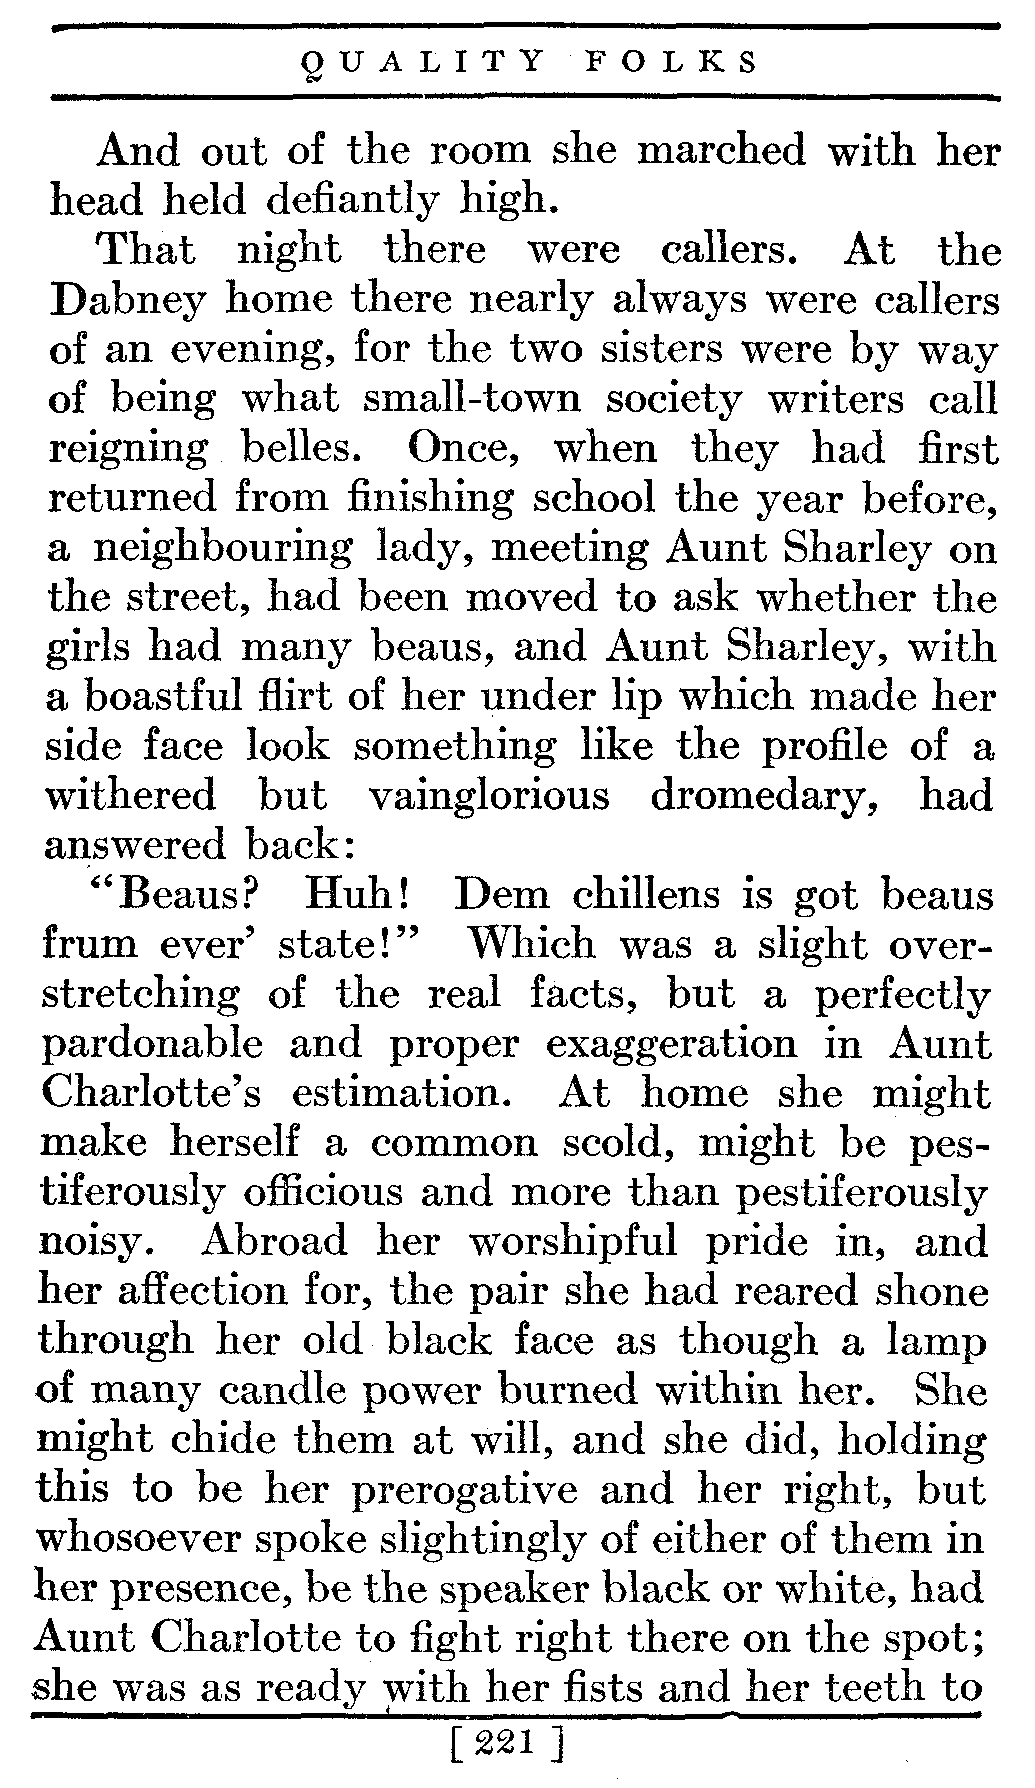 QUALITY FOLKS
And out of the room she marched with her
head held defiantly high.
That night there were callers. At the
Dabney home there nearly always were callers
of an evening, for the two sisters were by way
of being what small-town society writers call
reigning belles. Once, when they had first
returned from finishing school the year before,
a neighbouring lady, meeting Aunt Sharley on
the street, had been moved to ask whether the
girls had many beaus, and Aunt Sharley, with
a boastful flirt of her under lip which made her
side face look something like the profile of a
withered but vainglorious dromedary, had
answered back:
“Beaus? Huh! Dem chillens is got beaus
frum ever’ state!” Which was a slight over-
stretching of the real facts, but a perfectly
pardonable and proper exaggeration in Aunt
Charlotte’s estimation. At home she might
make herself a common scold, might be pes-
tiferously officious and more than pestiferously
noisy. Abroad her worshipful pride in, and
her affection for, the pair she had reared shone
through her old black face as though a lamp
of many candle power burned within her. She
might chide them at will, and she did, holding
this to be her prerogative and her right, but
whosoever spoke slightingly of either of them in
her presence, be the speaker black or white, had
Aunt Charlotte to fight right there on the spot;
she was as ready with her fists and her teeth to
[ 221 ]